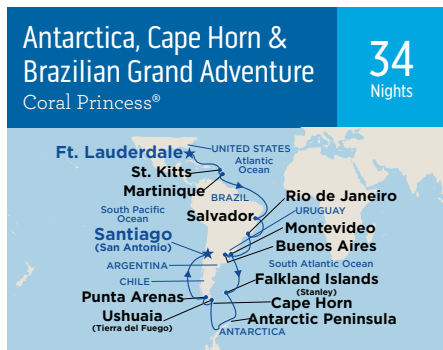 Antarctica, Cape Horn &
Brazilian Grand Adventure
Coral Princess®
34
Nights
UNITED STATES
Ft. Lauderdale
Atlantic
Ocean
St. Kitts
Martinique
BRAZIL
Rio de Janeiro
South Pacific
Ocean
Salvador
URUGUAY
Montevideo
Santiago
(San Antonio)
Buenos Aires
ARGENTINA
South Atlantic Ocean
CHILE
Falkland Islands
(Stanley)
Punta Arenas
Cape Horn
Ushuaia
(Tierra del Fuego)
Antarctic Peninsula
ANTARCTICA